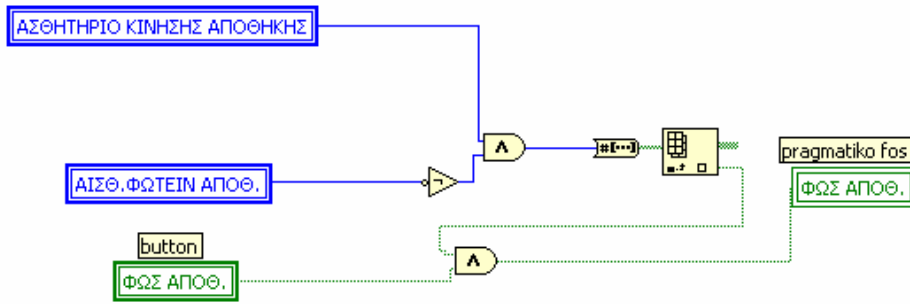 ΑΣΘΗΤΗΡΙΟ ΚΙΝΗΣΗΣ ΑΠΟΘΗΚΗΣ
#[...]
pragmatiko fos
ΑΙΣΘ.ΦΩΤΕΙΝ ΑΠΟΘ.
ΦΩΣ ΑΠΟΘ.
button
ΦΩΣ ΑΠΟΘ.